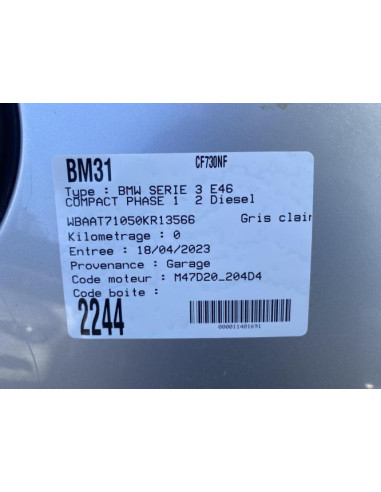 BM31 CF730NF
Type : BMW SERIE 3 E46
COMPACT PHASE 1 2 Diesel
WBAAT71050KR13566 Gris clair
Kilometrage : 0
Entree : 18/04/2023
Provenance : Garage
Code moteur : M47D20_204D4
Code boite :
2244
000011401691